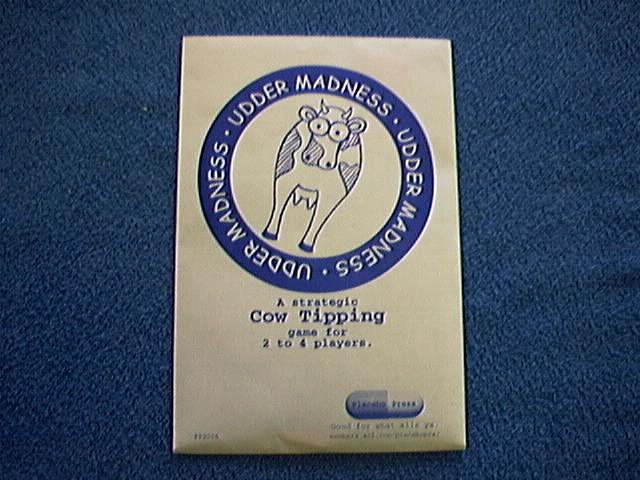 UDDER MADNESS · UDDER MADNESS · UDDER MADNESS ·
A strategic
Cow Tipping
game for
2 to 4 players.
Placebo Press
Good for what ails ya.